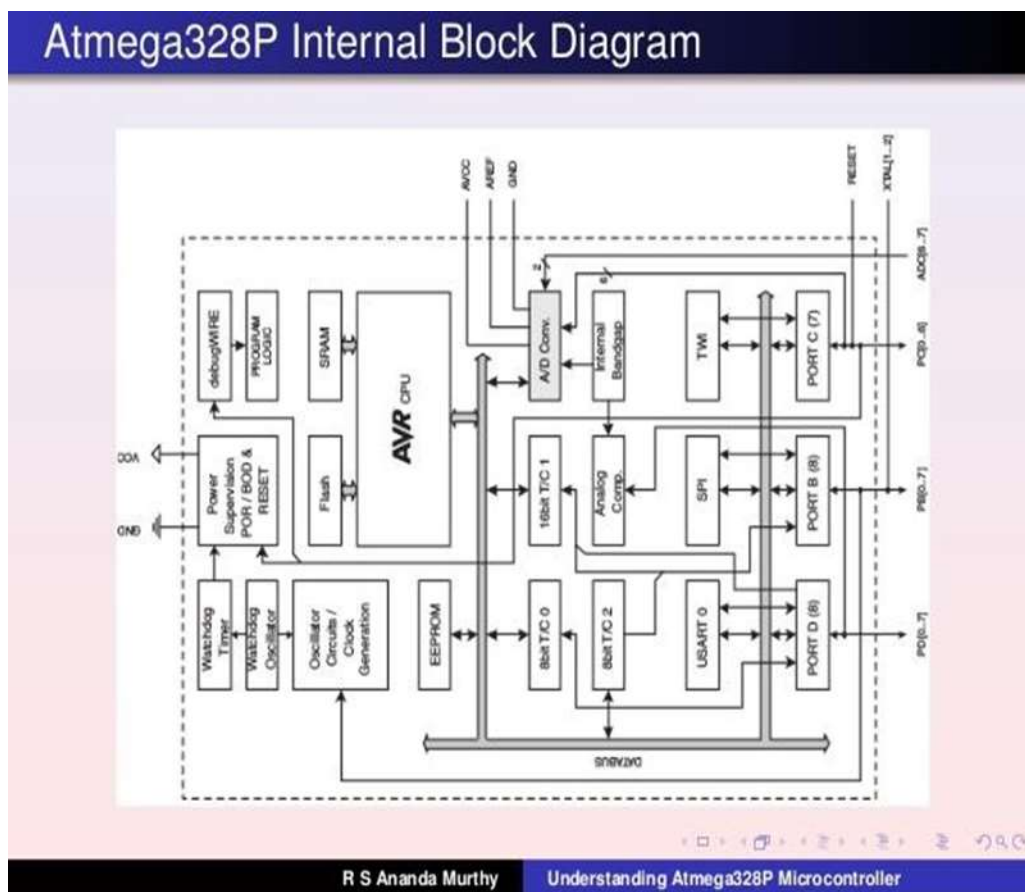 Atmega328P Internal Block Diagram
AVCC
AREF
GND
RESET
XTAL[1..2]
VCC
GND
debugWIRE
PROGRAM
LOGIC
SRAM
AVR CPU
2
6
A/D Conv.
Internal
Bandgap
TWI
PORT C (7)
ADC[6..7]
PC[0..6]
Power
Supervision
POR / BOD &
RESET
Flash
16bit T/C 1
Analog
Comp.
SPI
PORT B (8)
PB[0..7]
Watchdog
Timer
Watchdog
Oscillator
Oscillator
Circuits /
Clock
Generation
EEPROM
8bit T/C 0
8bit T/C 2
USART 0
PORT D (8)
PD[0..7]
DATABUS
R S Ananda Murthy
Understanding Atmega328P Microcontroller